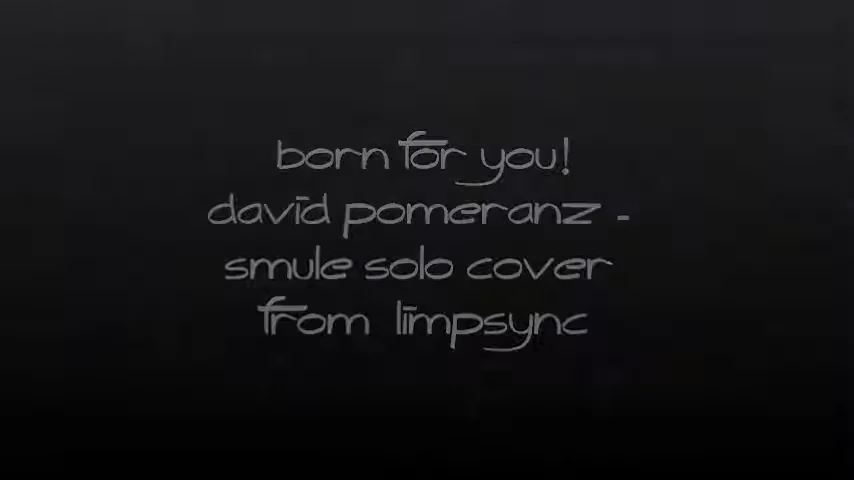 born for you!
david pomeranz -
smule solo cover
from limpsync